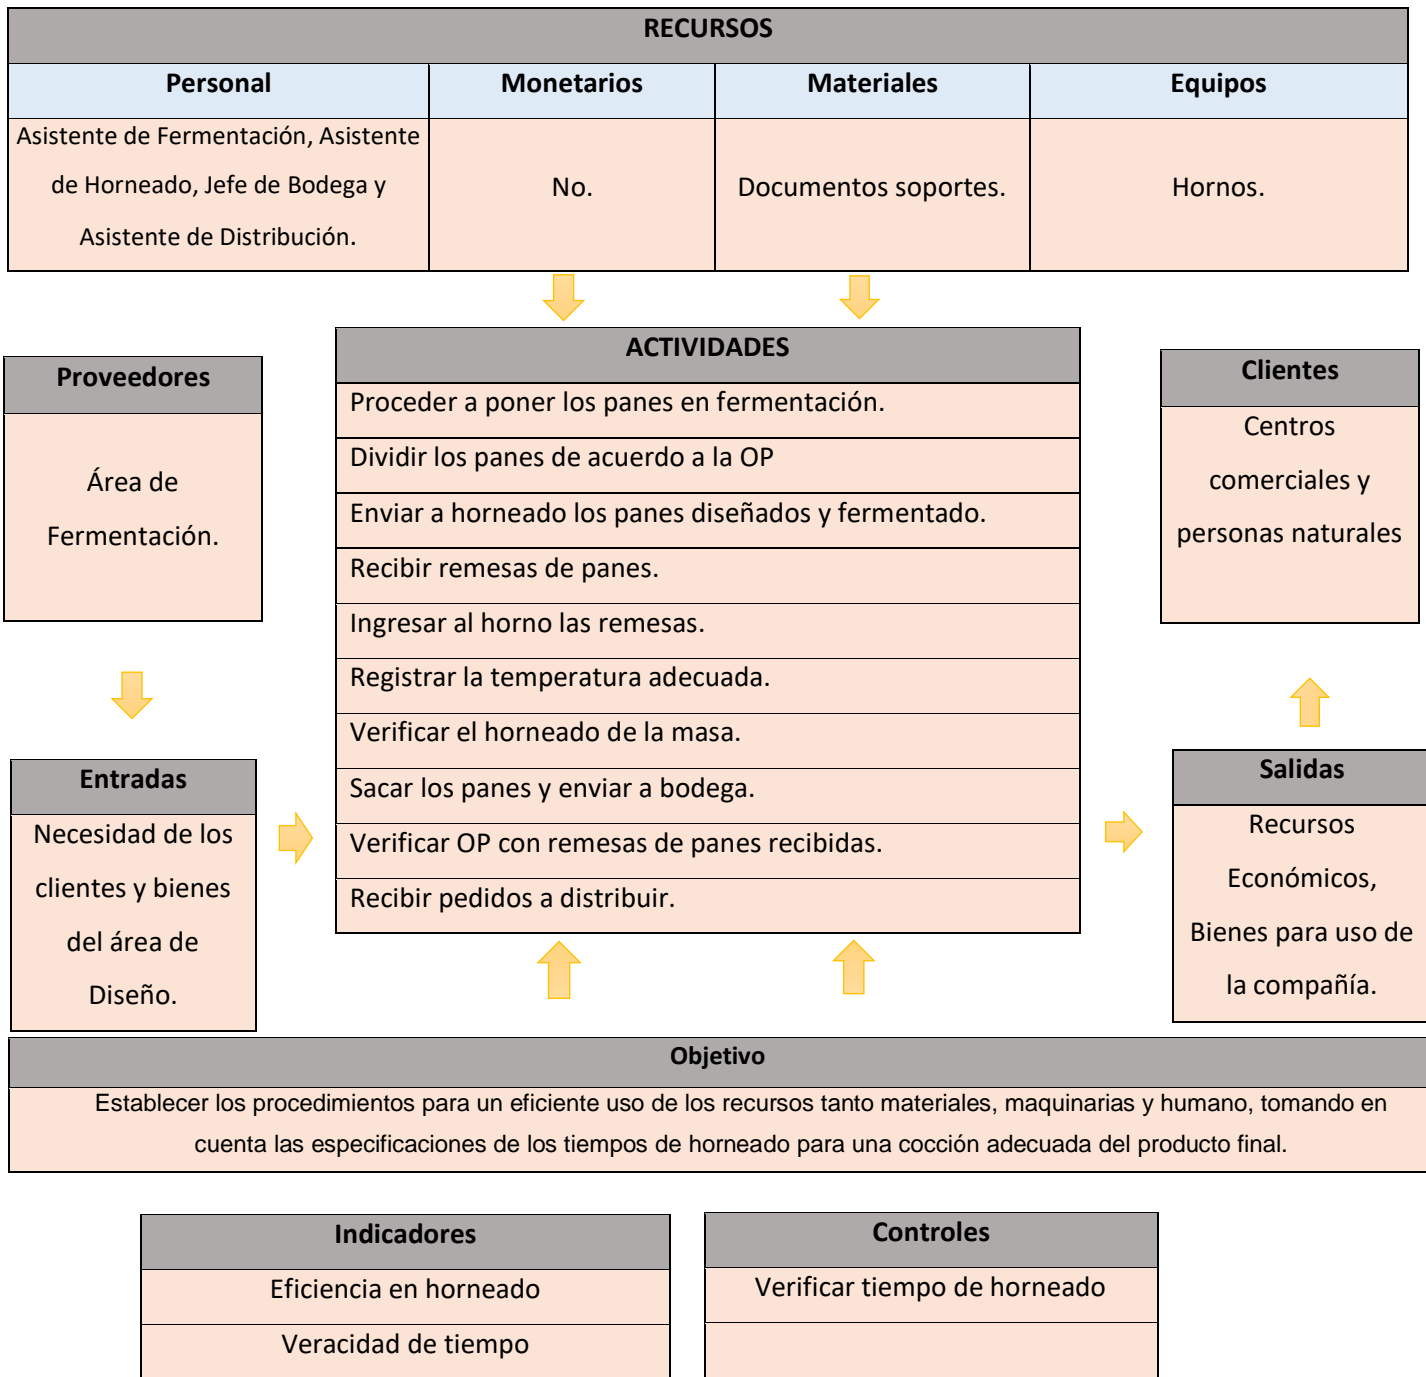 RECURSOS
Personal
Monetarios
Materiales
Equipos
Asistente de Fermentación, Asistente
de Horneado, Jefe de Bodega y
Asistente de Distribución.
No.
Documentos soportes.
Hornos.
Proveedores
Área de
Fermentación.
Entradas
Necesidad de los
clientes y bienes
del área de
Diseño.
ACTIVIDADES
Proceder a poner los panes en fermentación.
Dividir los panes de acuerdo a la OP
Enviar a horneado los panes diseñados y fermentado.
Recibir remesas de panes.
Ingresar al horno las remesas.
Registrar la temperatura adecuada.
Verificar el horneado de la masa.
Sacar los panes y enviar a bodega.
Verificar OP con remesas de panes recibidas.
Recibir pedidos a distribuir.
Clientes
Centros
comerciales y
personas naturales
Salidas
Recursos
Económicos,
Bienes para uso de
la compañía.
Objetivo
Establecer los procedimientos para un eficiente uso de los recursos tanto materiales, maquinarias y humano, tomando en
cuenta las especificaciones de los tiempos de horneado para una cocción adecuada del producto final.
Indicadores
Eficiencia en horneado
Veracidad de tiempo
Controles
Verificar tiempo de horneado